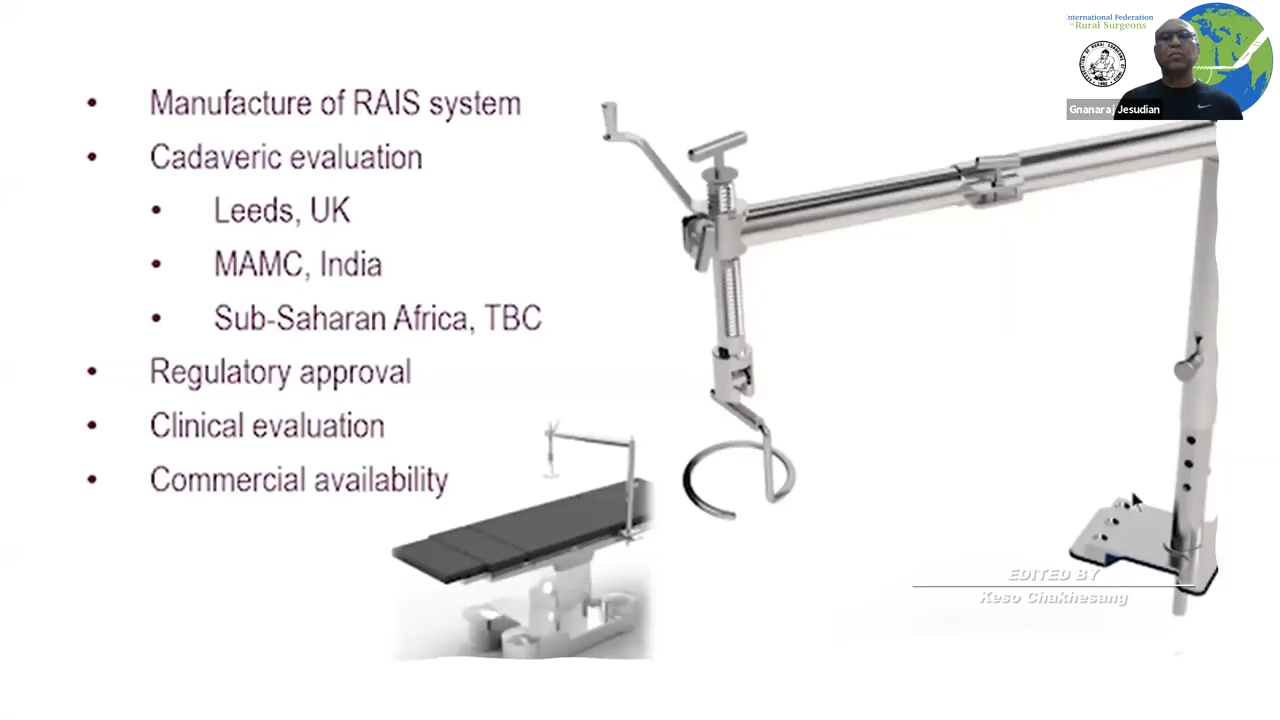 International Federation
of Rural Surgeons
Gnanaraj Jesudian
• Manufacture of RAIS system
• Cadaveric evaluation
• Leeds, UK
• MAMC, India
• Sub-Saharan Africa, TBC
• Regulatory approval
• Clinical evaluation
• Commercial availability
EDITED BY
Keso Chakhesang